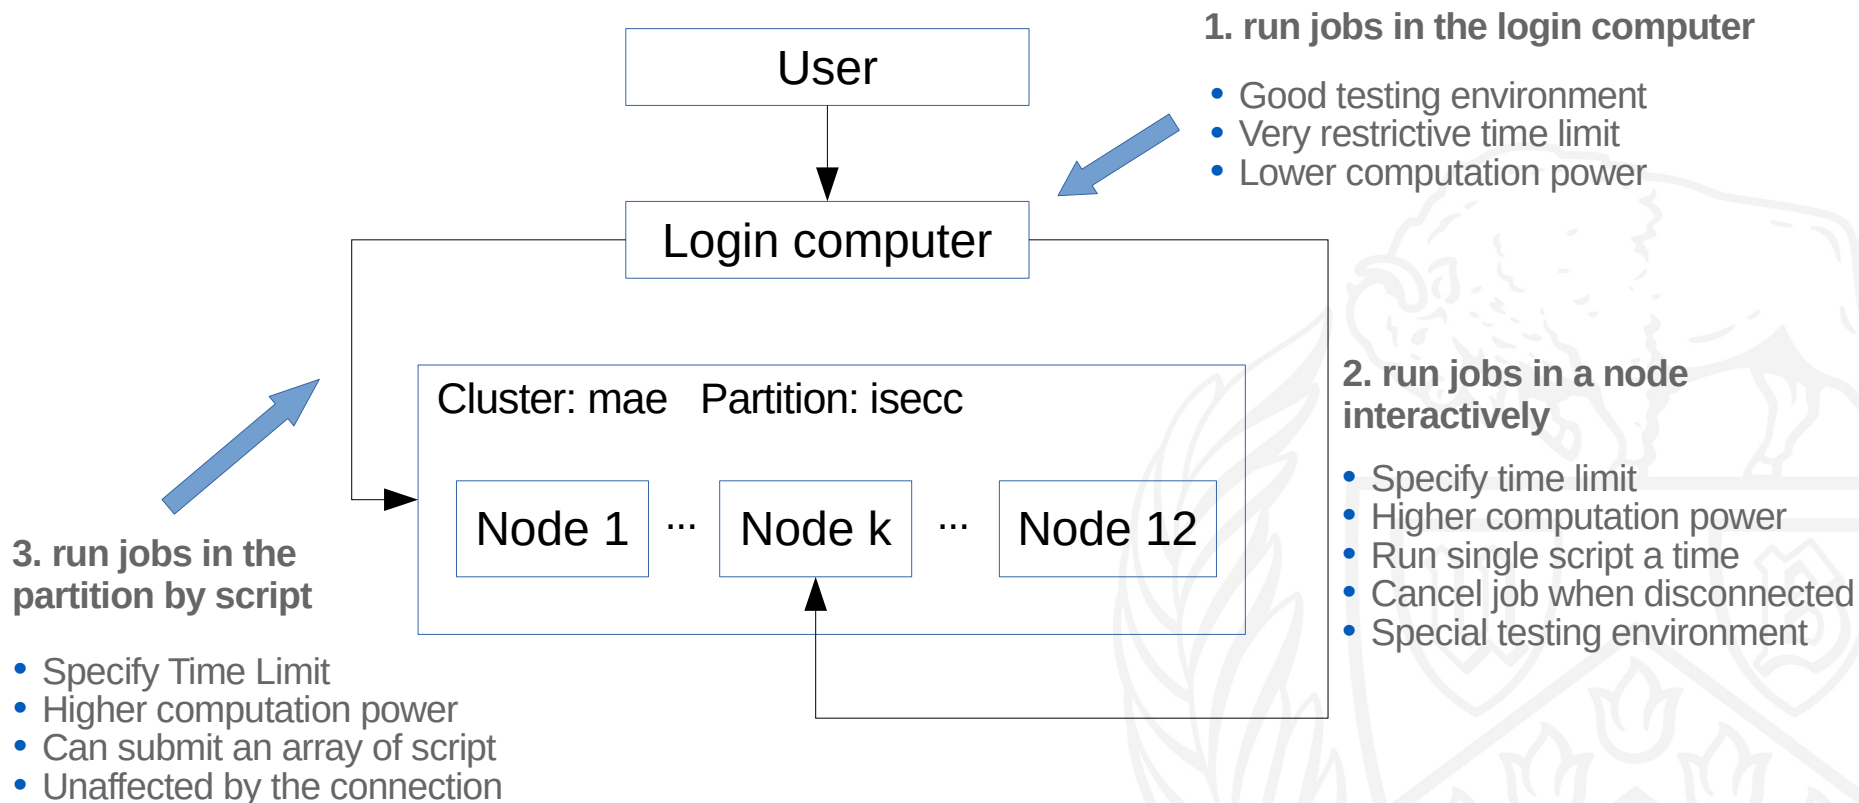 1. run jobs in the login computer
• Good testing environment
• Very restrictive time limit
• Lower computation power
User
Login computer
Cluster: mae   Partition: isecc
Node 1
...
Node k
...
Node 12
2. run jobs in a node
interactively
• Specify time limit
• Higher computation power
• Run single script a time
• Cancel job when disconnected
• Special testing environment
3. run jobs in the
partition by script
• Specify Time Limit
• Higher computation power
• Can submit an array of script
• Unaffected by the connection